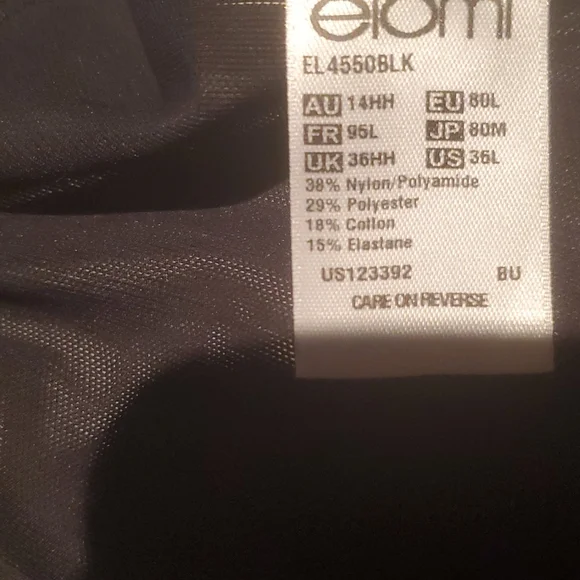 elomi
EL4550BLK
AU 14HH EU 80L
FR 95L JP 80M
UK 36HH US 36L
38% Nylon/Polyamide
29% Polyester
18% Cotton
15% Elastane
US123392 BU
CARE ON REVERSE